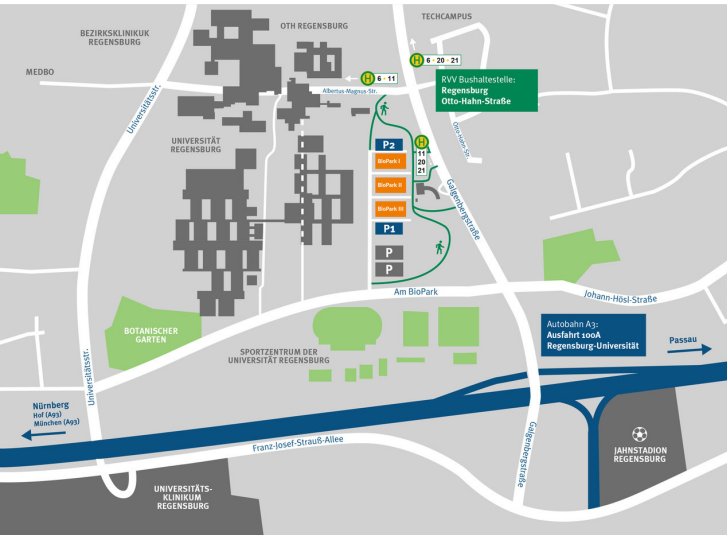 TECHCAMPUS
OTH REGENSBURG
BEZIRKSKLINIKUK
REGENSBURG
H 6 · 20 · 21
MEDBO
H 6 · 11
RVV Bushaltestelle:
Regensburg
Otto-Hahn-Straße
Albertus-Magnus-Str.
Universitätsstr.
Otto-Hahn-Str.
UNIVERSITÄT
REGENSBURG
P2
H
11
20
21
BioPark I
BioPark II
BioPark III
P1
Galgenbergstraße
P
P
Am BioPark
Johann-Hösl-Straße
BOTANISCHER
GARTEN
SPORTZENTRUM DER
UNIVERSITÄT REGENSBURG
Autobahn A3:
Ausfahrt 100A
Regensburg-Universität
Passau
Universitätsstr.
Nürnberg
Hof (A93)
München (A93)
Franz-Josef-Strauß-Allee
Galgenbergstraße
JAHNSTADION
REGENSBURG
UNIVERSITÄTS-
KLINIKUM
REGENSBURG